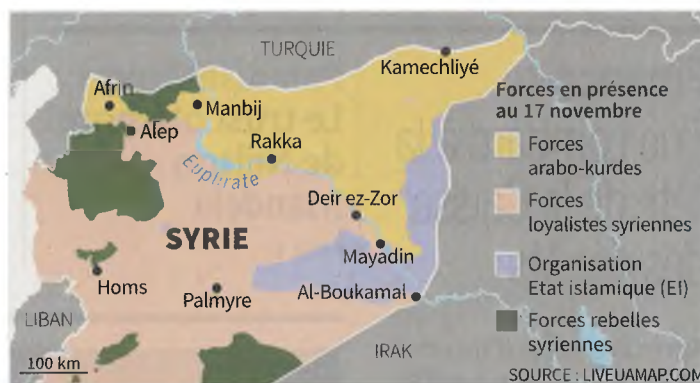 TURQUIE
Kamechliyé
Afrin
Manbij
Alep
Rakka
Euphrate
Deir ez-Zor
SYRIE
Mayadin
Homs
Palmyre
Al-Boukamal
LIBAN
IRAK
100 km
Forces en présence
au 17 novembre
Forces
arabo-kurdes
Forces
loyalistes syriennes
Organisation
Etat islamique (EI)
Forces rebelles
syriennes
SOURCE : LIVEUAMAP.COM